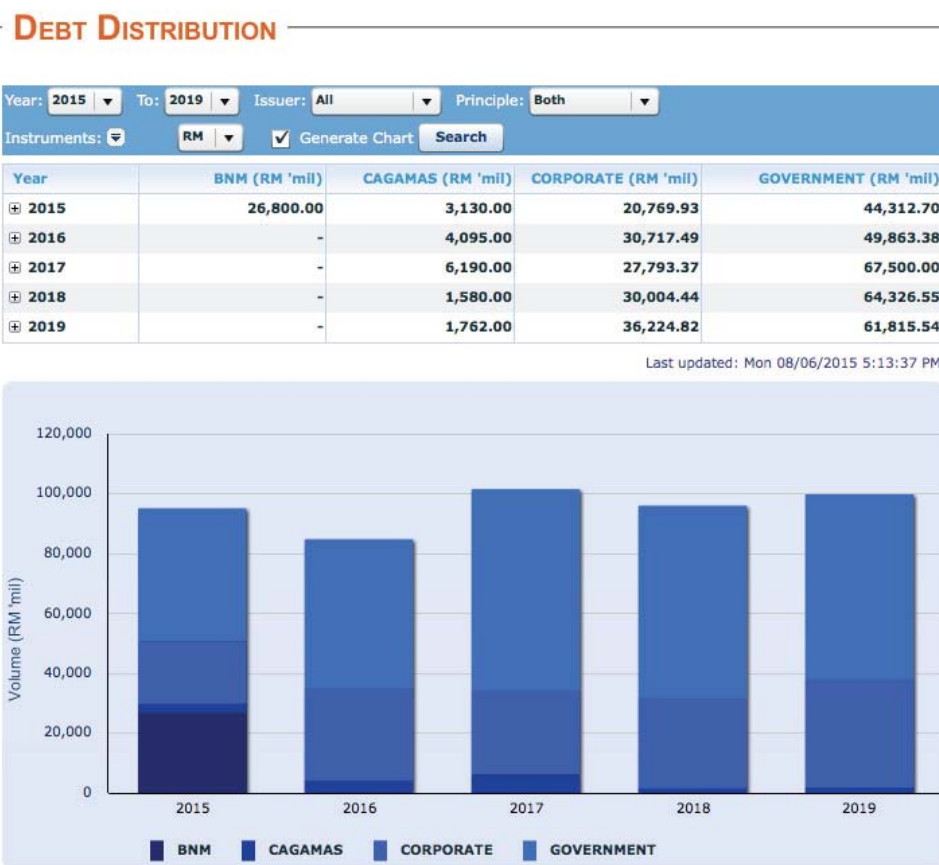 DEBT DISTRIBUTION
Year: 2015 To: 2019 Issuer: All Principle: Both
Instruments: RM Generate Chart Search
Year BNM (RM 'mil) CAGAMAS (RM 'mil) CORPORATE (RM 'mil) GOVERNMENT (RM 'mil)
2015 26,800.00 3,130.00 20,769.93 44,312.70
2016 - 4,095.00 30,717.49 49,863.38
2017 - 6,190.00 27,793.37 67,500.00
2018 - 1,580.00 30,004.44 64,326.55
2019 - 1,762.00 36,224.82 61,815.54
Last updated: Mon 08/06/2015 5:13:37 PM
120,000
100,000
80,000
60,000
40,000
20,000
0
Volume (RM 'mil)
2015 2016 2017 2018 2019
BNM CAGAMAS CORPORATE GOVERNMENT